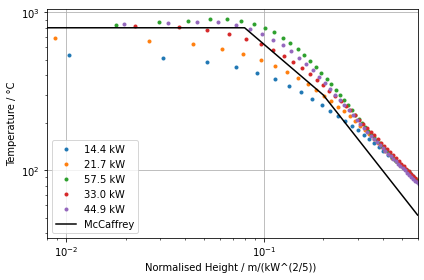 10³
10²
Temperature / °C
14.4 kW
21.7 kW
57.5 kW
33.0 kW
44.9 kW
McCaffrey
10⁻²
10⁻¹
Normalised Height / m/(kW^(2/5))